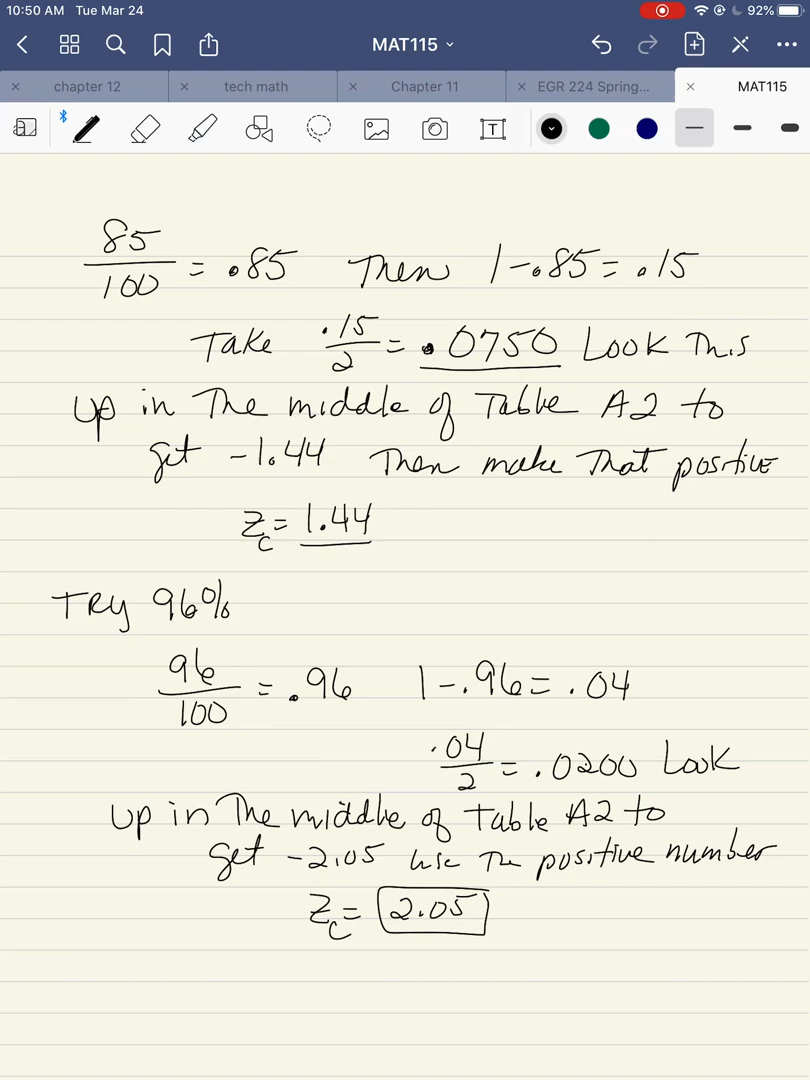 10:50 AM Tue Mar 24
92%
MAT115
chapter 12
tech math
Chapter 11
EGR 224 Spring...
MAT115
T
85/100 = .85 Then 1-.85 = .15
Take .15/2 = .0750 Look This
up in The middle of Table A2 to
get -1.44 Then make That positive
Zc = 1.44
TRY 96%
96/100 = .96 1-.96 = .04
.04/2 = .0200 Look
up in The middle of Table A2 to
get -2.05 use The positive number
Zc = 2.05